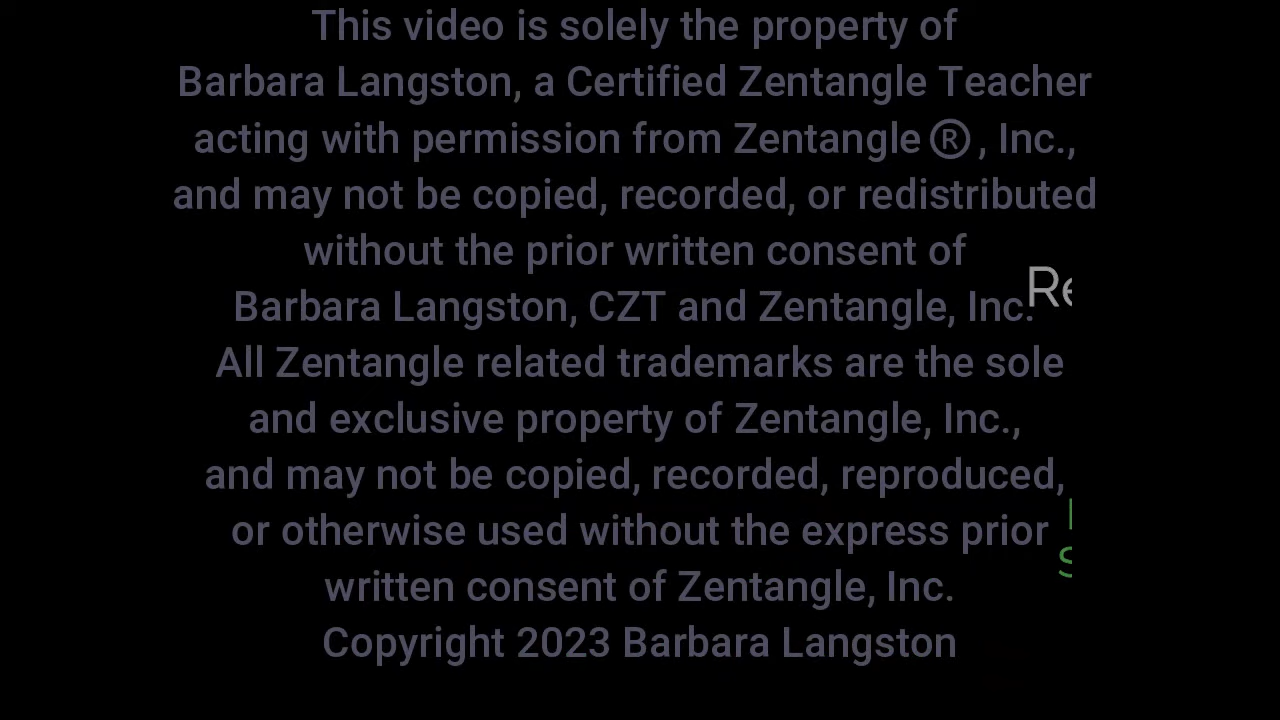 This video is solely the property of
Barbara Langston, a Certified Zentangle Teacher
acting with permission from Zentangle®, Inc.,
and may not be copied, recorded, or redistributed
without the prior written consent of
Barbara Langston, CZT and Zentangle, Inc.
All Zentangle related trademarks are the sole
and exclusive property of Zentangle, Inc.,
and may not be copied, recorded, reproduced,
or otherwise used without the express prior
written consent of Zentangle, Inc.
Copyright 2023 Barbara Langston